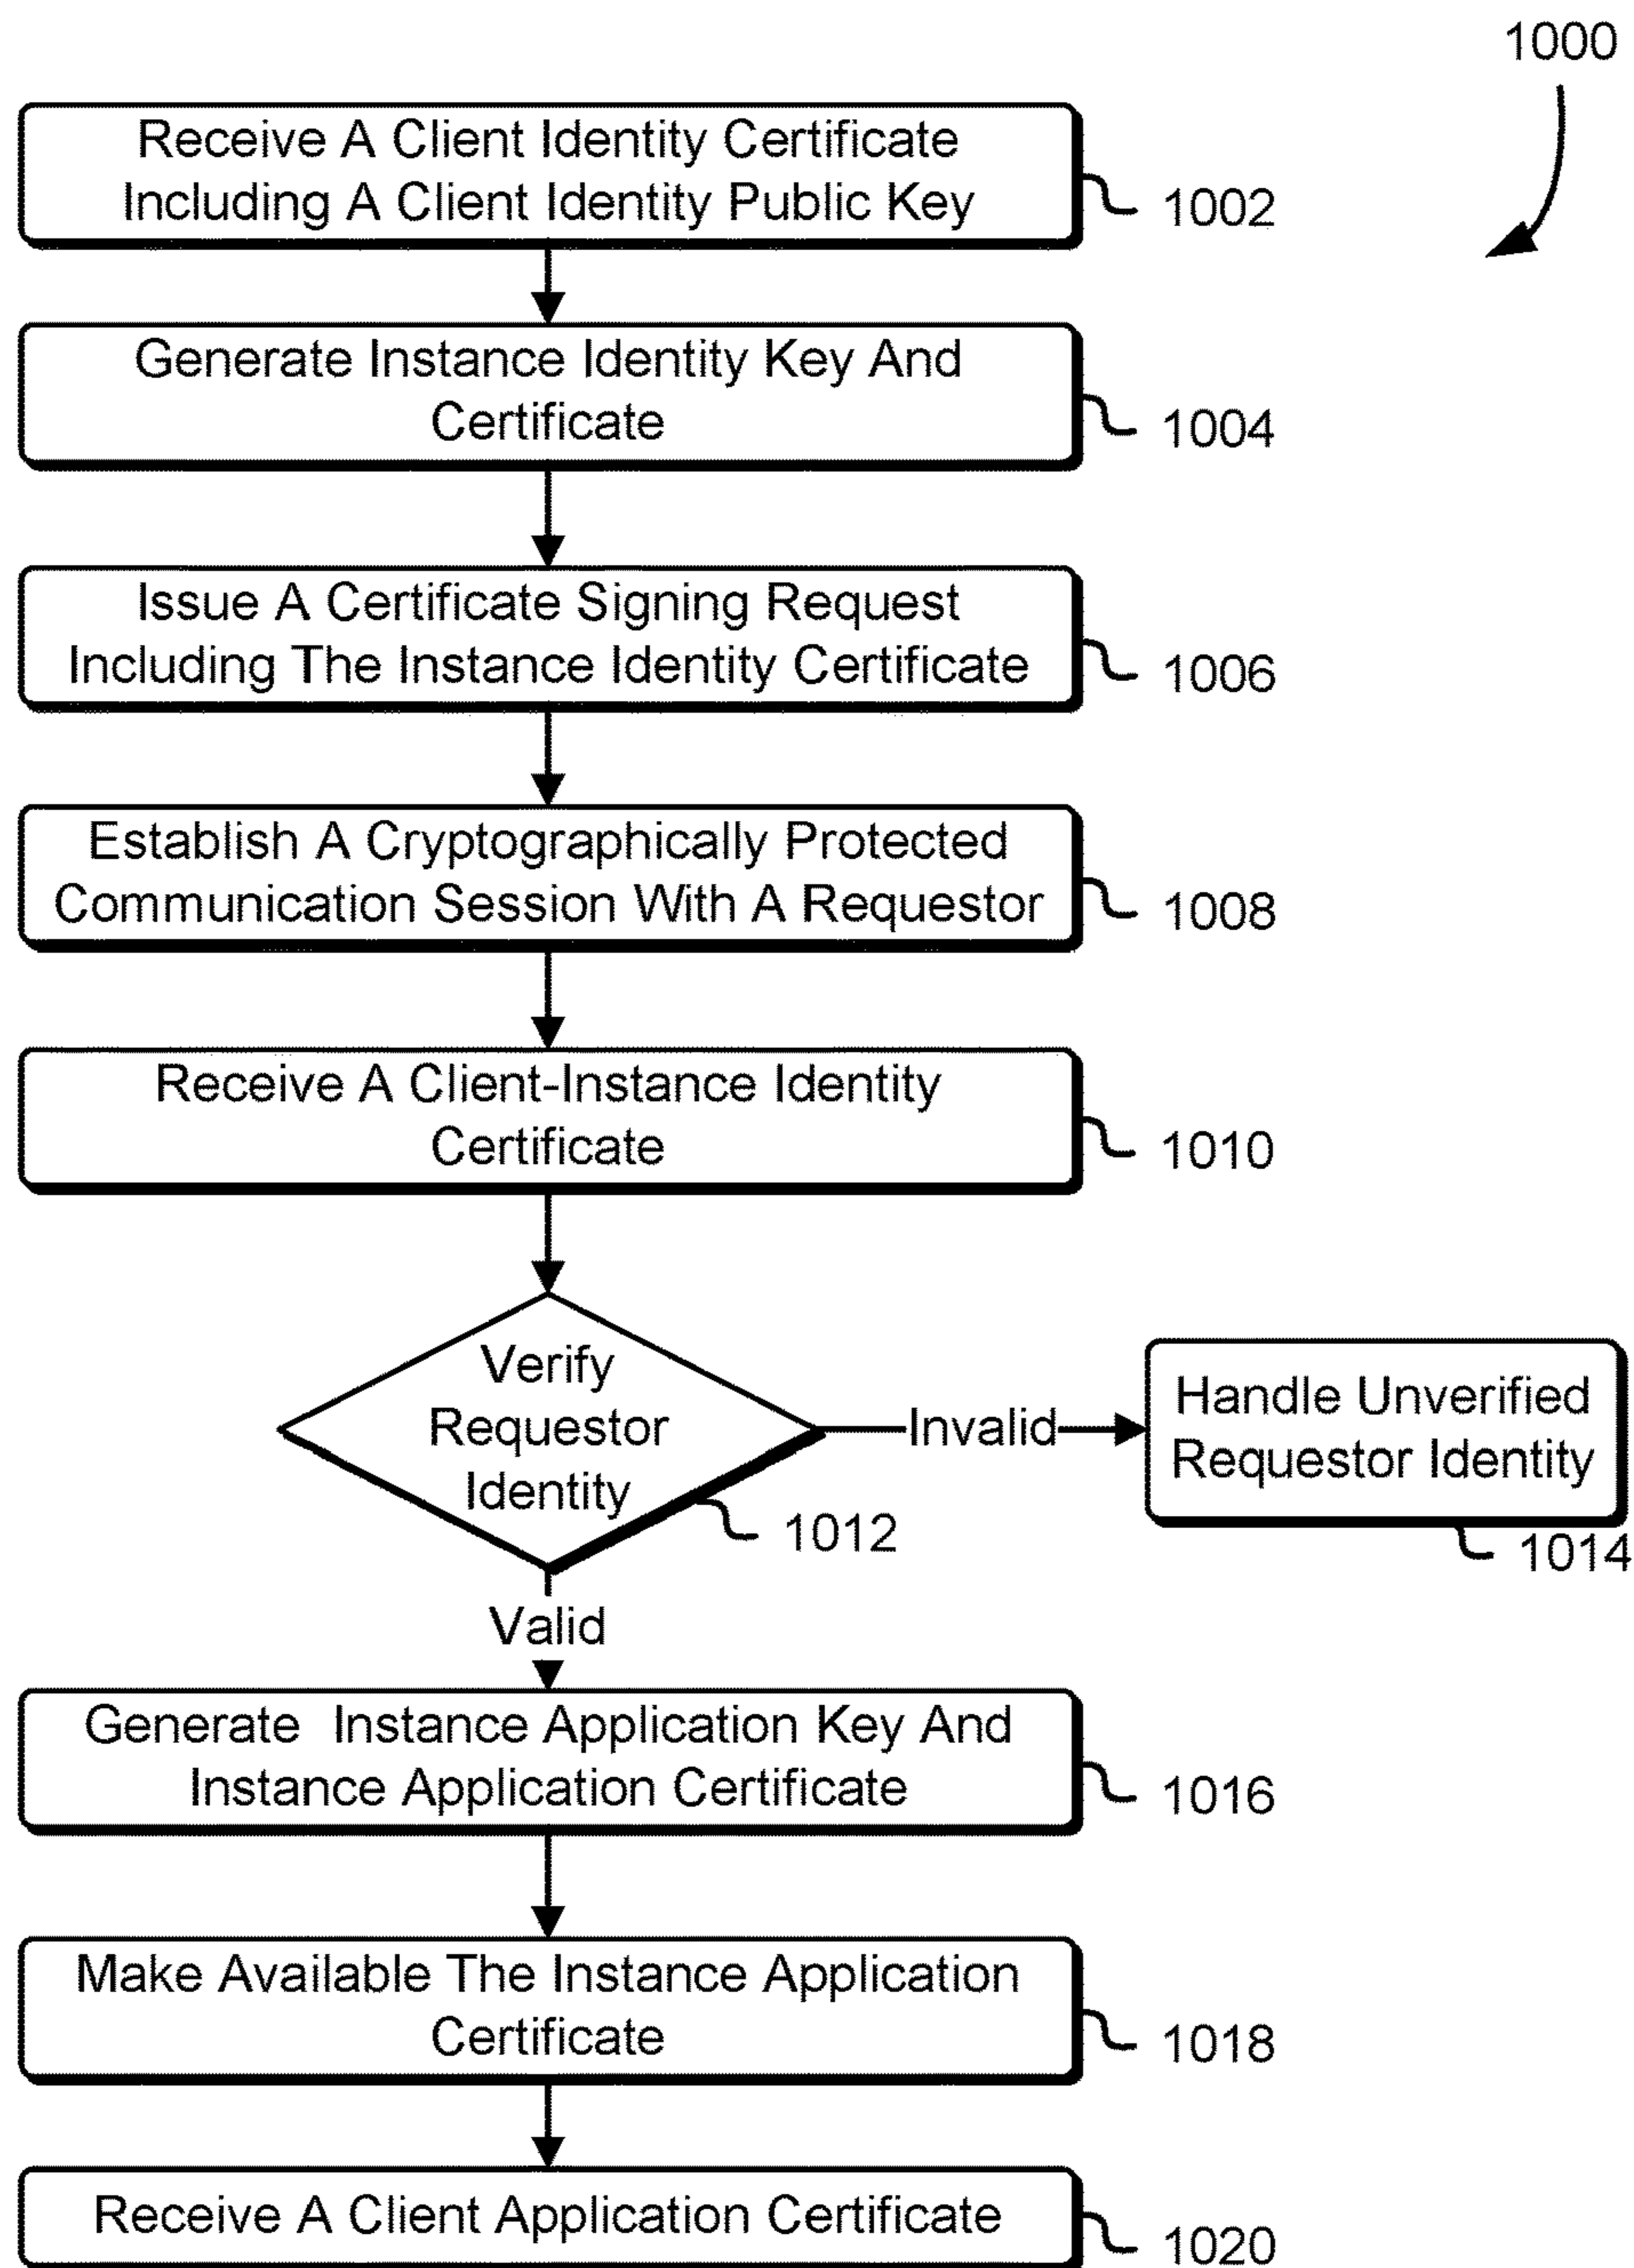 1000
Receive A Client Identity Certificate
Including A Client Identity Public Key
1002
Generate Instance Identity Key And
Certificate
1004
Issue A Certificate Signing Request
Including The Instance Identity Certificate
1006
Establish A Cryptographically Protected
Communication Session With A Requestor
1008
Receive A Client-Instance Identity
Certificate
1010
Verify
Requestor
Identity
1012
Invalid
Handle Unverified
Requestor Identity
1014
Valid
Generate Instance Application Key And
Instance Application Certificate
1016
Make Available The Instance Application
Certificate
1018
Receive A Client Application Certificate
1020